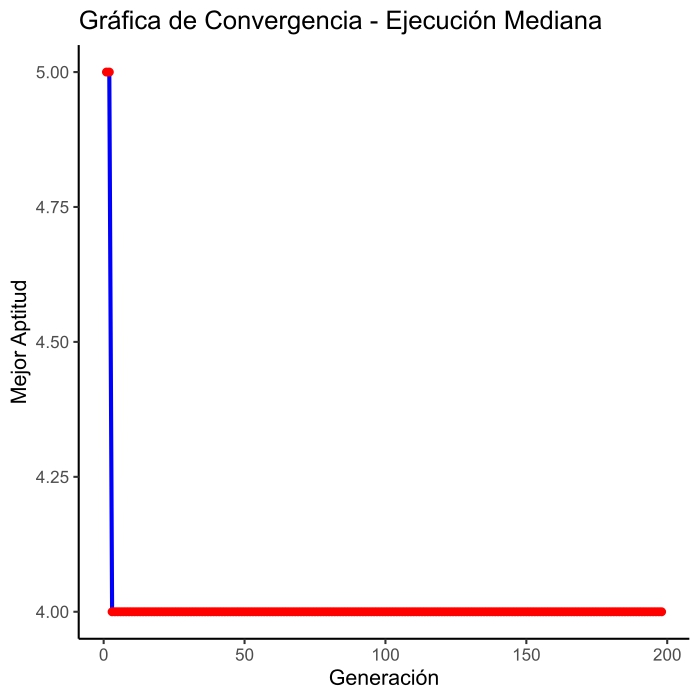 Gráfica de Convergencia - Ejecución Mediana
5.00
4.75
4.50
4.25
4.00
Mejor Aptitud
0 50 100 150 200
Generación